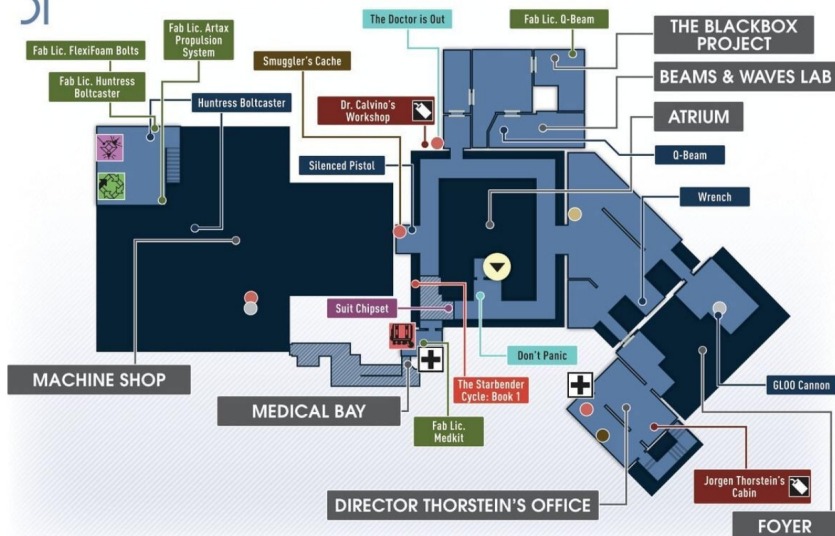 Fab Lic. FlexiFoam Bolts
Fab Lic. Huntress
Boltcaster
Fab Lic. Artax
Propulsion
System
Huntress Boltcaster
Smuggler's Cache
The Doctor is Out
Dr. Calvino's
Workshop
Silenced Pistol
Fab Lic. Q-Beam
THE BLACKBOX
PROJECT
BEAMS & WAVES LAB
ATRIUM
Q-Beam
Wrench
Suit Chipset
Don't Panic
MACHINE SHOP
MEDICAL BAY
The Starbender
Cycle: Book 1
Fab Lic.
Medkit
GLOO Cannon
Jorgen Thorstein's
Cabin
DIRECTOR THORSTEIN'S OFFICE
FOYER